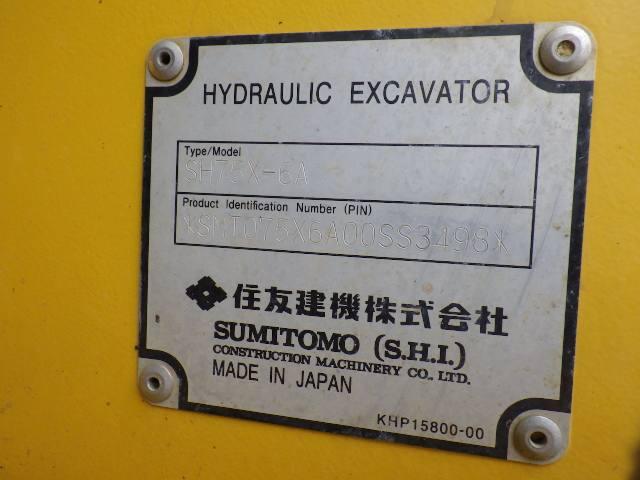 HYDRAULIC EXCAVATOR
Type/Model
SH75X-6A
Product Identification Number (PIN)
*SMT075X6A00SS3498*
住友建機株式会社
SUMITOMO (S.H.I.)
CONSTRUCTION MACHINERY CO., LTD.
MADE IN JAPAN
KHP15800-00